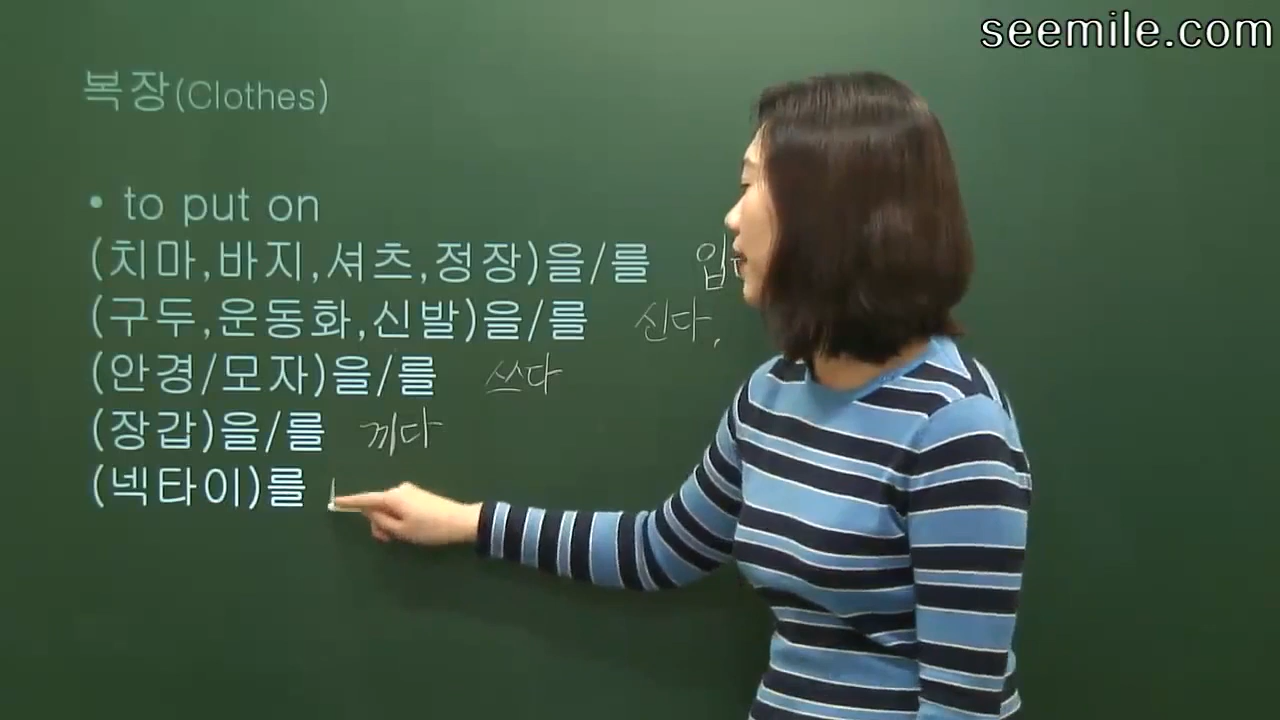 seemile.com
복장(Clothes)
• to put on
(치마,바지,셔츠,정장)을/를 입
(구두,운동화,신발)을/를 신다,
(안경/모자)을/를 쓰다
(장갑)을/를 끼다
(넥타이)를